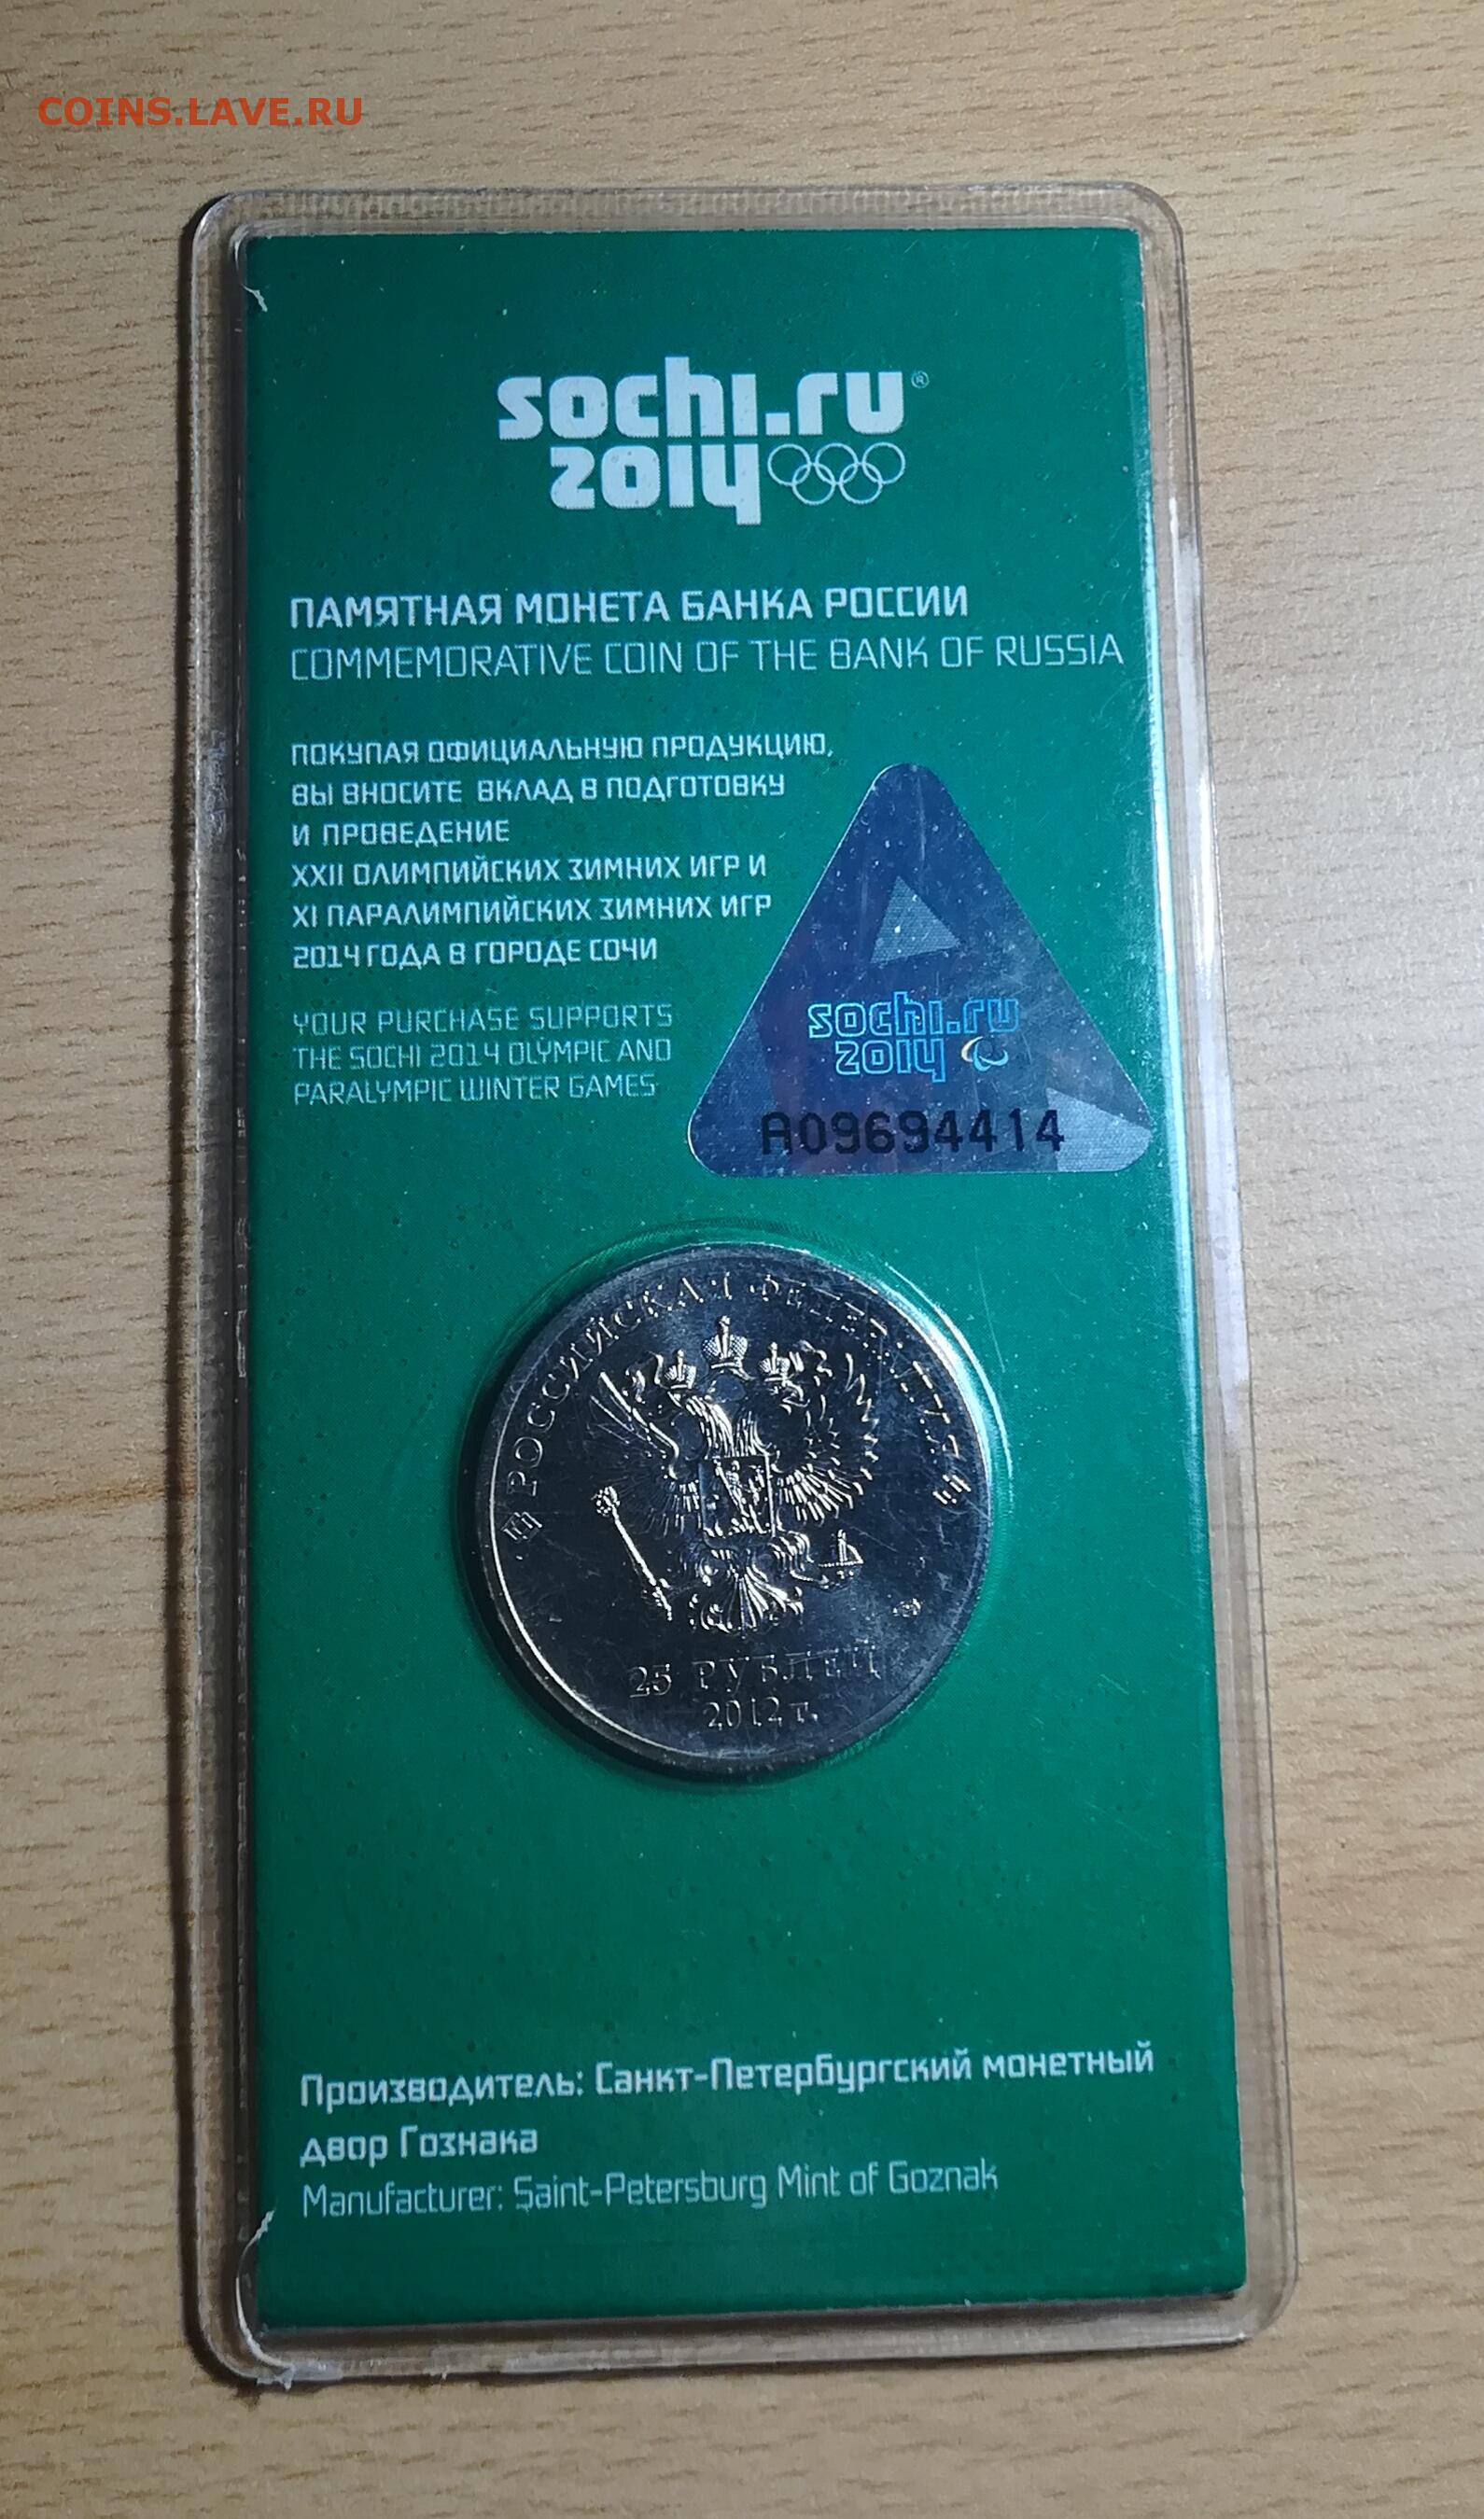 COINS.LAVE.RU
sochi.ru®
2014
ПАМЯТНАЯ МОНЕТА БАНКА РОССИИ
COMMEMORATIVE COIN OF THE BANK OF RUSSIA
ПОКУПАЯ ОФИЦИАЛЬНУЮ ПРОДУКЦИЮ,
ВЫ ВНОСИТЕ ВКЛАД В ПОДГОТОВКУ
И ПРОВЕДЕНИЕ
XXII ОЛИМПИЙСКИХ ЗИМНИХ ИГР И
XI ПАРАЛИМПИЙСКИХ ЗИМНИХ ИГР
2014 ГОДА В ГОРОДЕ СОЧИ
YOUR PURCHASE SUPPORTS
THE SOCHI 2014 OLYMPIC AND
PARALYMPIC WINTER GAMES
sochi.ru
2014
A09694414
РОССИЙСКАЯ ФЕДЕРАЦИЯ
25 РУБЛЕЙ
2012 г.
Производитель: Санкт-Петербургский монетный
двор Гознака
Manufacturer: Saint-Petersburg Mint of Goznak